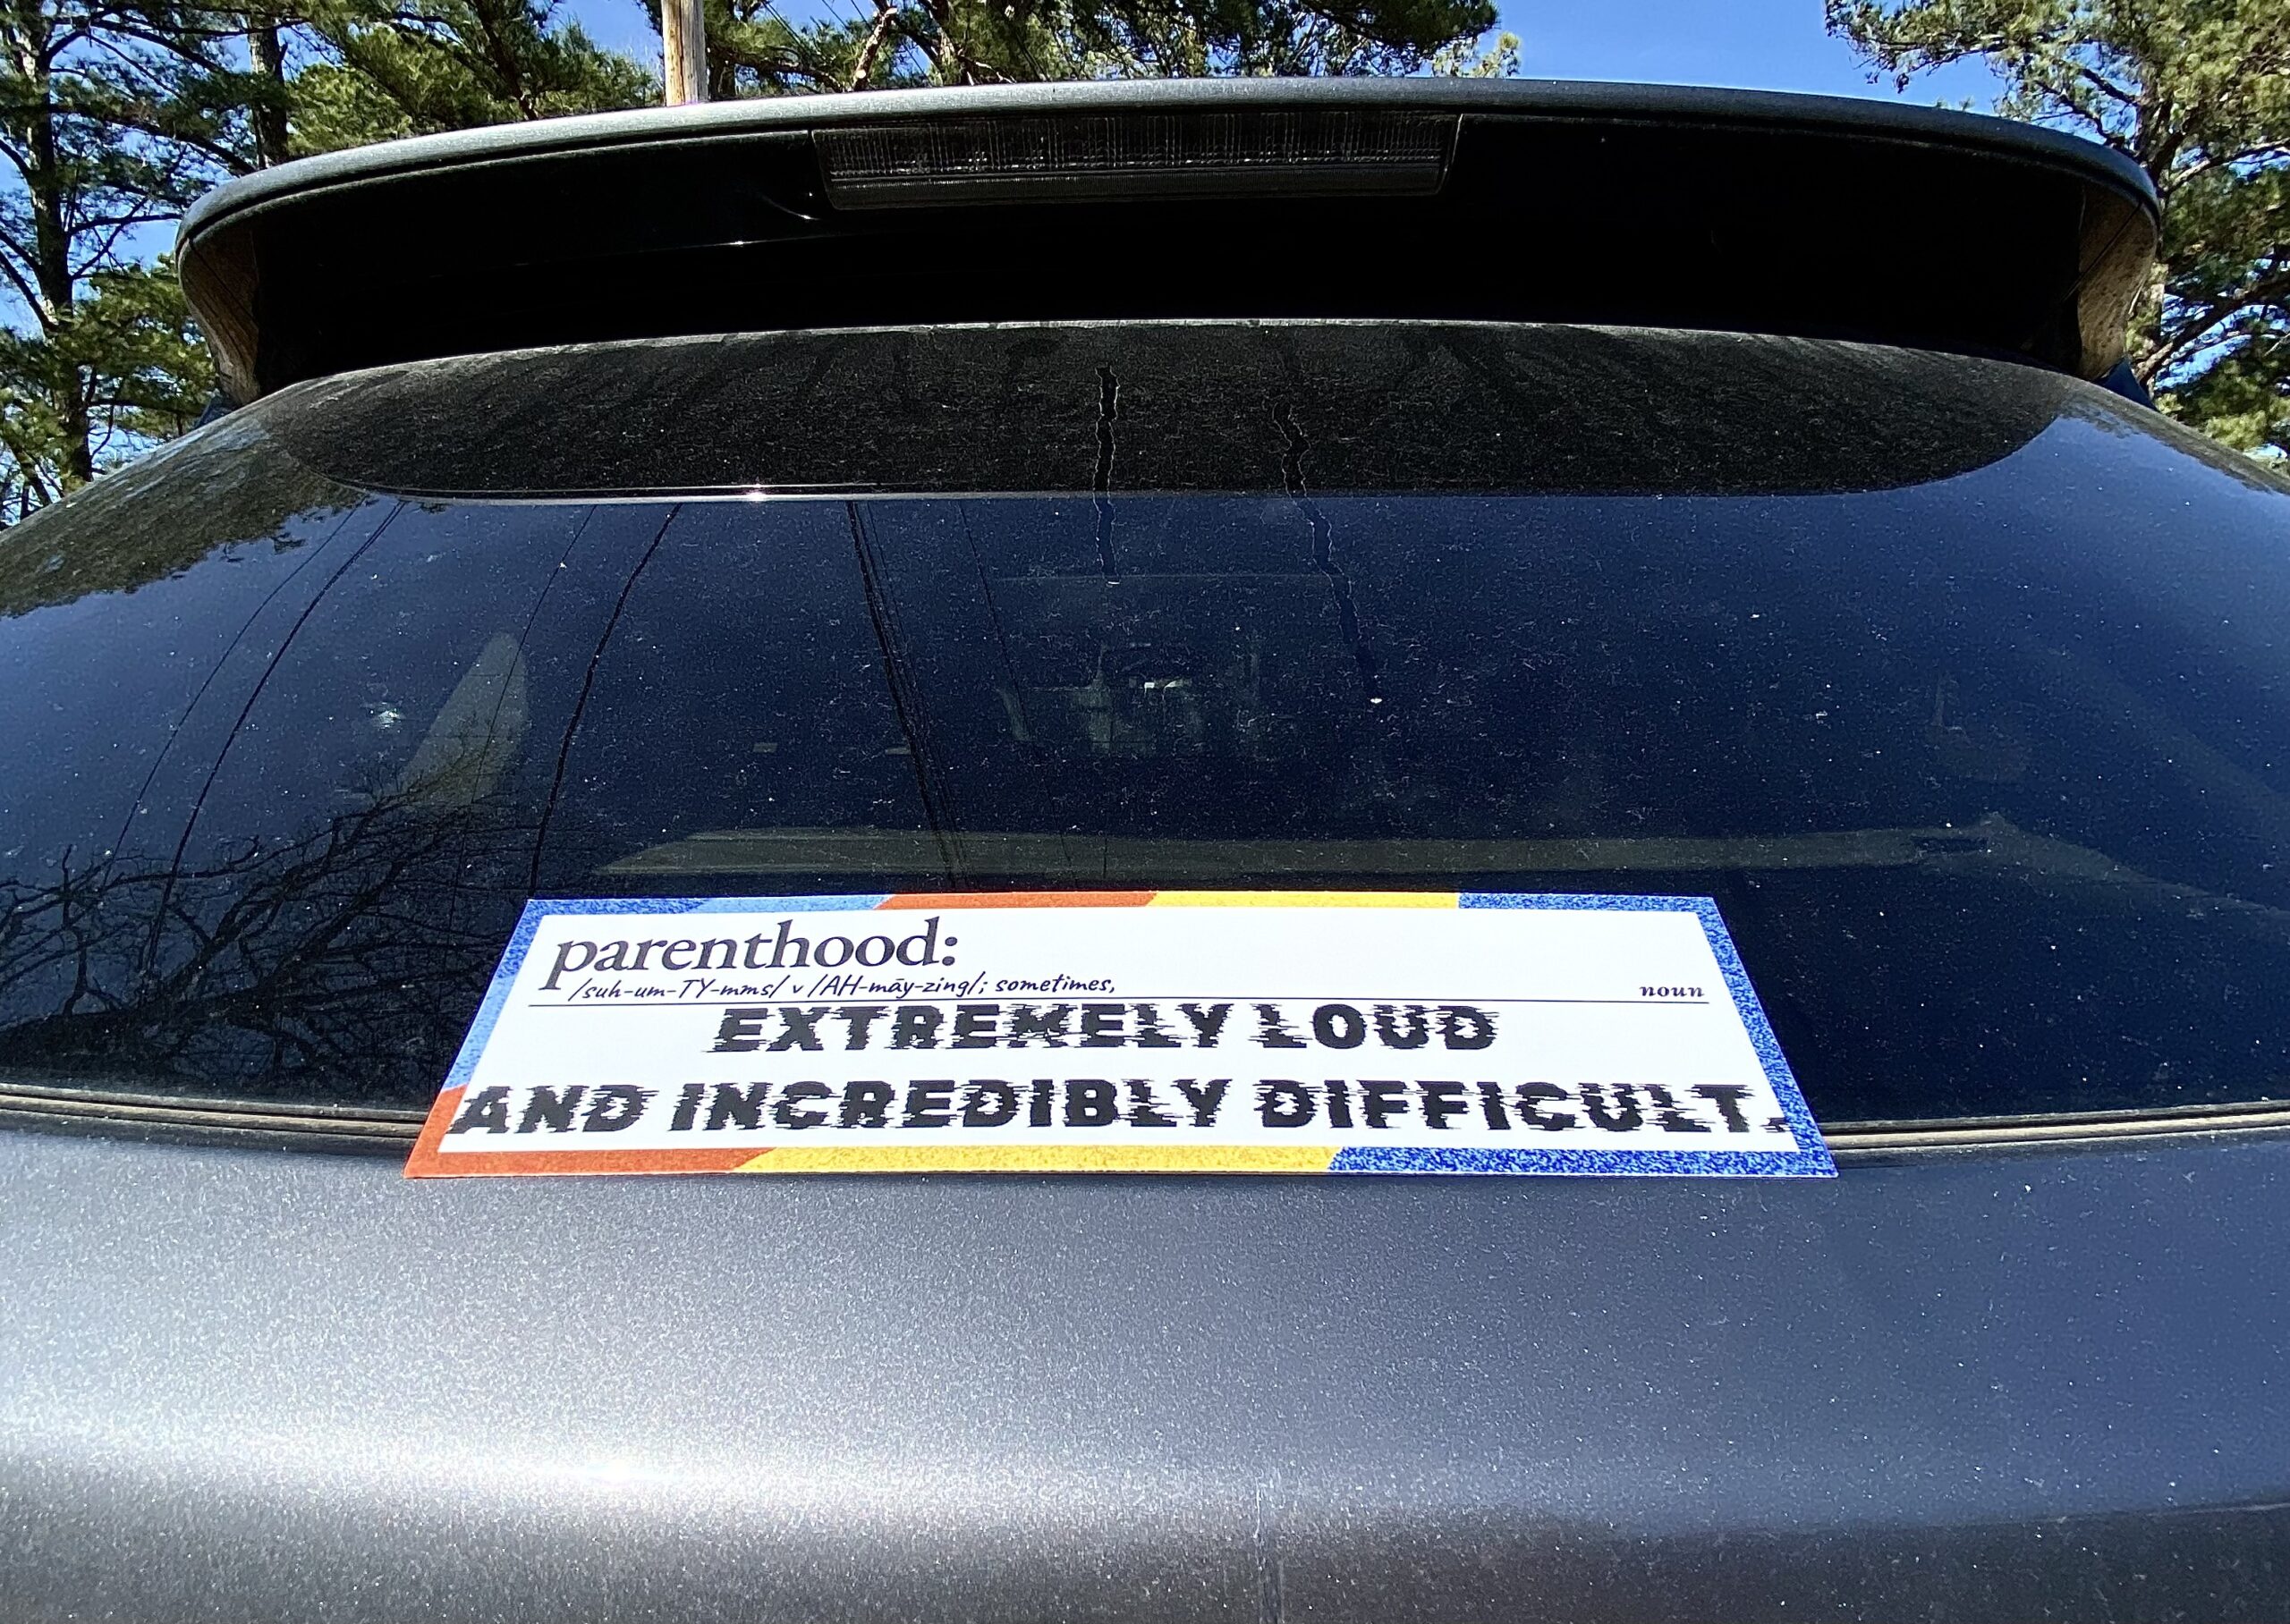 parenthood:
/suh-um-TY-mms/ v /AH-māy-zing/; sometimes, noun
EXTREMELY LOUD
AND INCREDIBLY DIFFICULT.